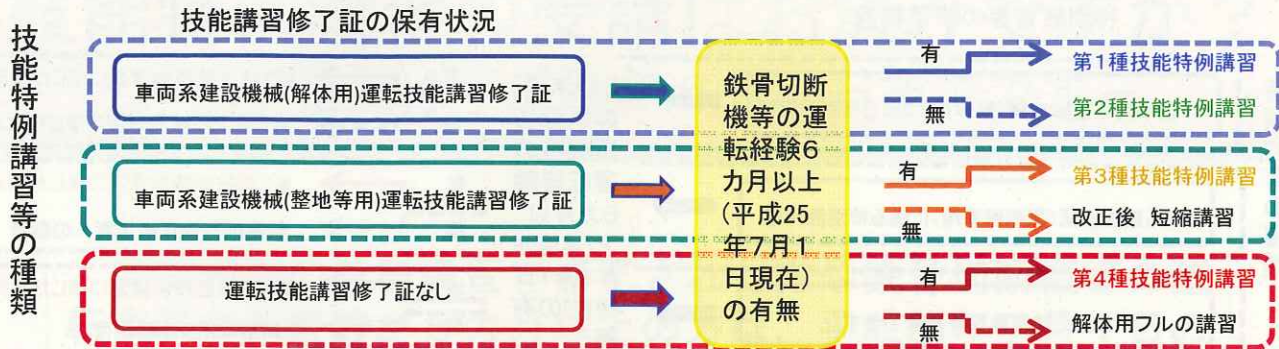 技能講習修了証の保有状況
技能特例講習等の種類
車両系建設機械(解体用)運転技能講習修了証
車両系建設機械(整地等用)運転技能講習修了証
運転技能講習修了証なし
鉄骨切断
機等の運
転経験6
カ月以上
(平成25
年7月1
日現在)
の有無
有
第1種技能特例講習
無
第2種技能特例講習
有
第3種技能特例講習
無
改正後 短縮講習
有
第4種技能特例講習
無
解体用フルの講習